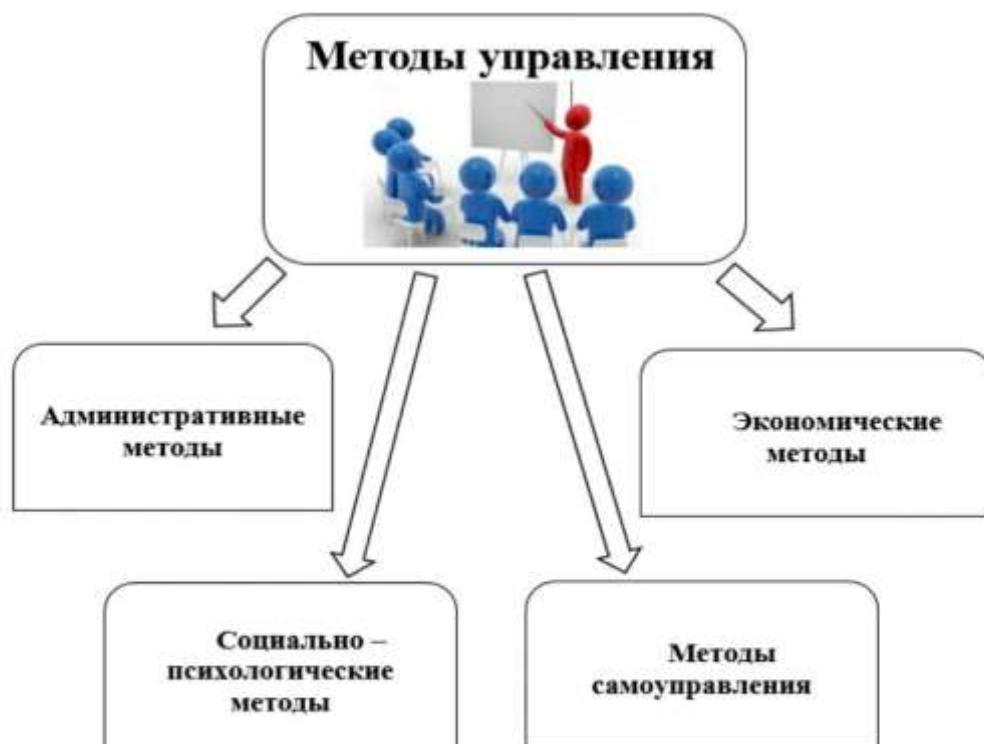 Методы управления
Административные
методы
Экономические
методы
Социально –
психологические
методы
Методы
самоуправления